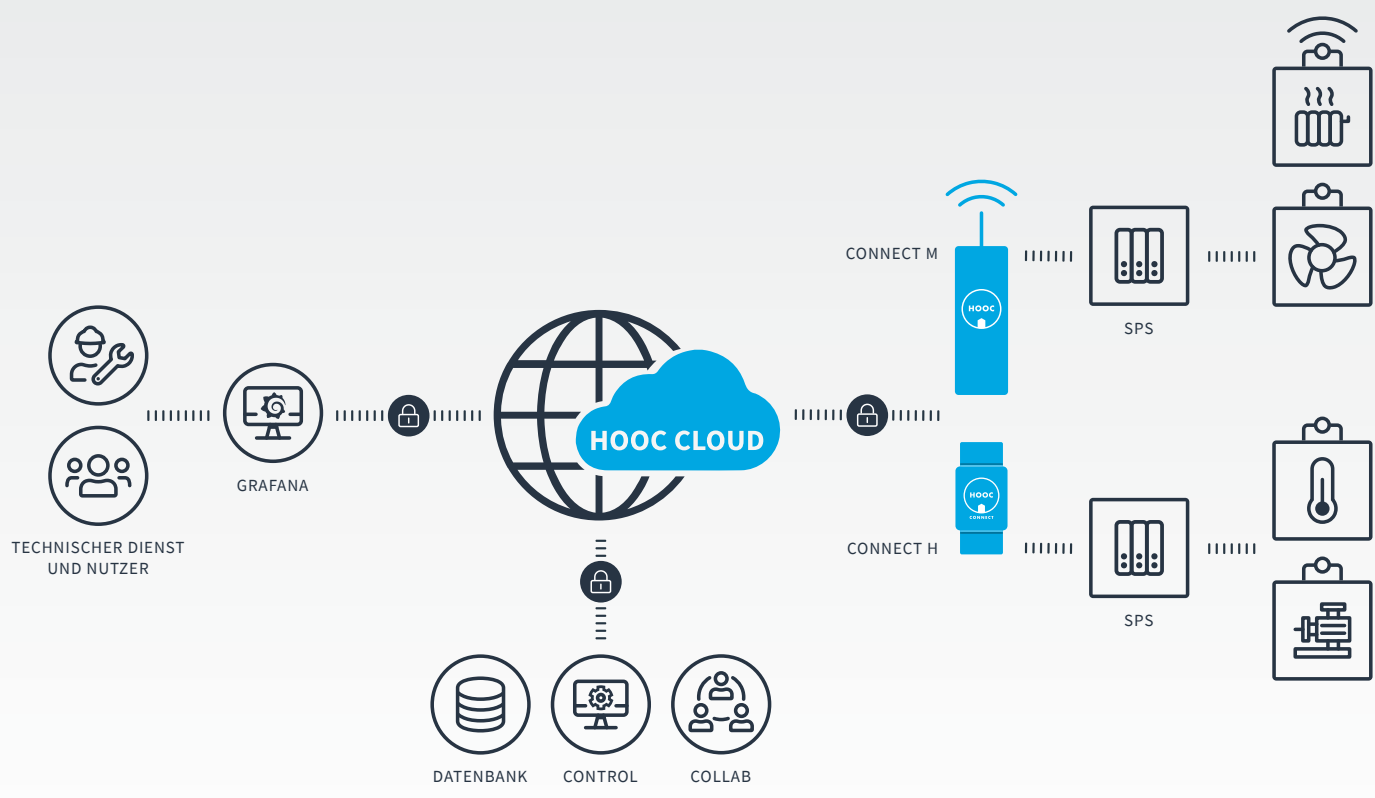 CONNECT M
HOOC
SPS
HOOC CLOUD
GRAFANA
HOOC
CONNECT
TECHNISCHER DIENST
UND NUTZER
CONNECT H
SPS
DATENBANK
CONTROL
COLLAB